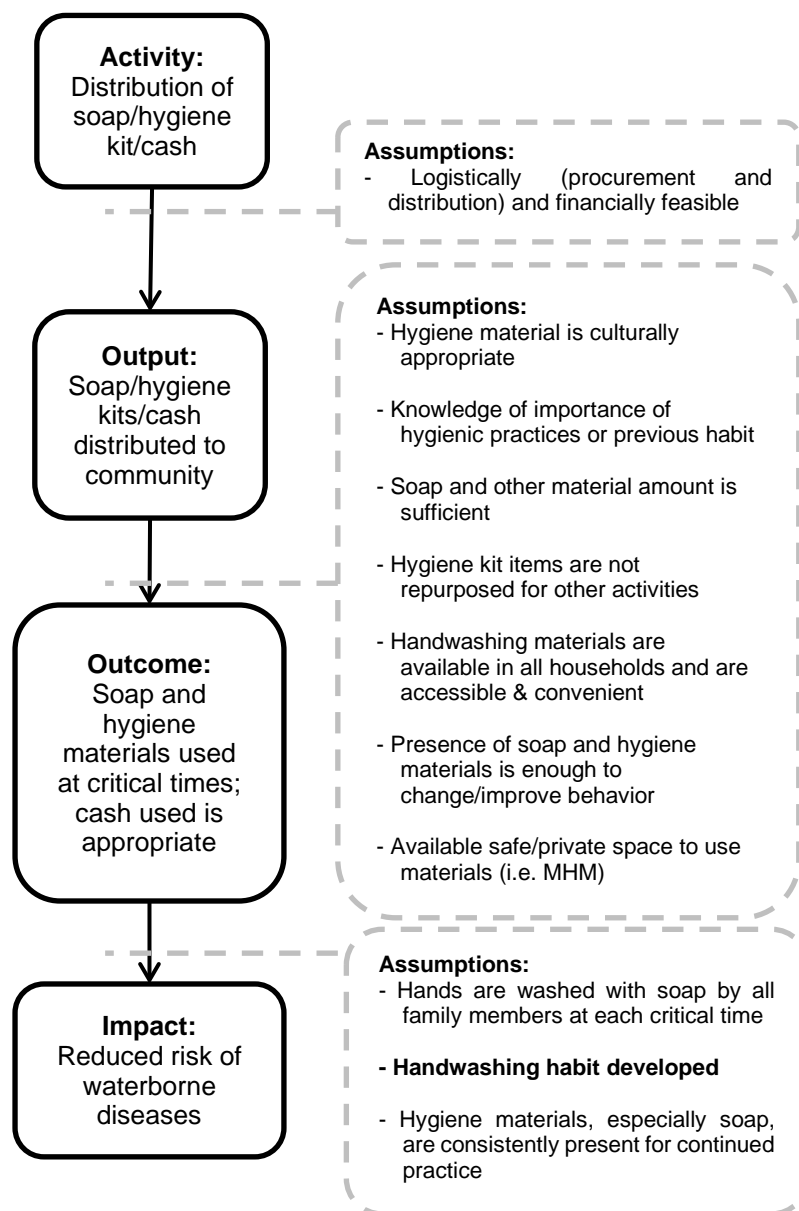 Activity:
Distribution of
soap/hygiene
kit/cash
Assumptions:
- Logistically (procurement and
distribution) and financially feasible
Output:
Soap/hygiene
kits/cash
distributed to
community
Assumptions:
- Hygiene material is culturally
appropriate
- Knowledge of importance of
hygienic practices or previous habit
- Soap and other material amount is
sufficient
- Hygiene kit items are not
repurposed for other activities
- Handwashing materials are
available in all households and are
accessible & convenient
- Presence of soap and hygiene
materials is enough to
change/improve behavior
- Available safe/private space to use
materials (i.e. MHM)
Outcome:
Soap and
hygiene
materials used
at critical times;
cash used is
appropriate
Assumptions:
- Hands are washed with soap by all
family members at each critical time
- Handwashing habit developed
- Hygiene materials, especially soap,
are consistently present for continued
practice
Impact:
Reduced risk of
waterborne
diseases